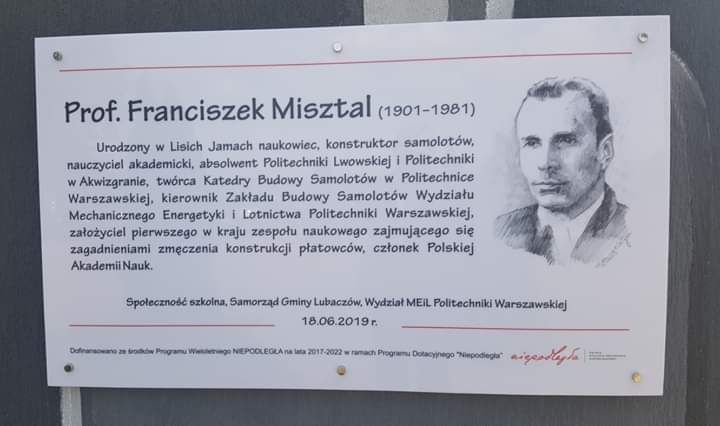 Prof. Franciszek Misztal (1901-1981)
Urodzony w Lisich Jamach naukowiec, konstruktor samolotów,
nauczyciel akademicki, absolwent Politechniki Lwowskiej i Politechniki
w Akwizgranie, twórca Katedry Budowy Samolotów w Politechnice
Warszawskiej, kierownik Zakładu Budowy Samolotów Wydziału
Mechanicznego Energetyki i Lotnictwa Politechniki Warszawskiej,
założyciel pierwszego w kraju zespołu naukowego zajmującego się
zagadnieniami zmęczenia konstrukcji płatowców, członek Polskiej
Akademii Nauk.
Społeczność szkolna, Samorząd Gminy Lubaczów, Wydział MEiL Politechniki Warszawskiej
18.06.2019 r.
Dofinansowano ze środków Programu Wieloletniego NIEPODLEGŁA na lata 2017-2022 w ramach Programu Dotacyjnego "Niepodległa"
niepodległa